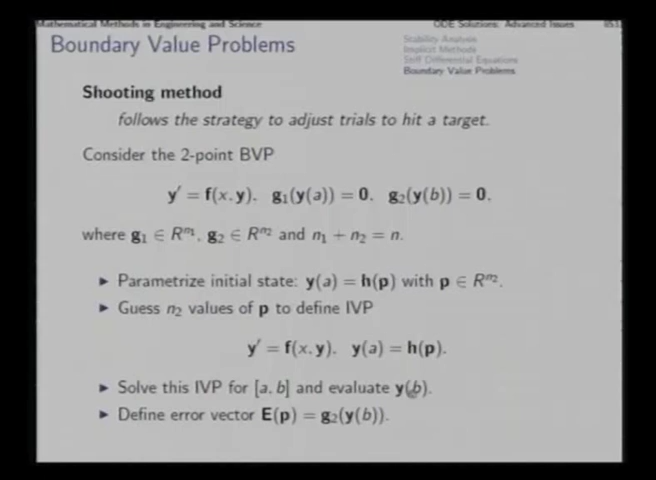 Mathematical Methods in Engineering and Science
ODE Solutions: Advanced Issues
Boundary Value Problems
Stability Analysis
Implicit Methods
Stiff Differential Equations
Boundary Value Problems
Shooting method
follows the strategy to adjust trials to hit a target.
Consider the 2-point BVP
y′ = f(x, y), g₁(y(a)) = 0, g₂(y(b)) = 0,
where g₁ ∈ Rⁿ¹, g₂ ∈ Rⁿ² and n₁ + n₂ = n.
► Parametrize initial state: y(a) = h(p) with p ∈ Rⁿ².
► Guess n₂ values of p to define IVP
y′ = f(x, y), y(a) = h(p).
► Solve this IVP for [a, b] and evaluate y(b).
► Define error vector E(p) = g₂(y(b)).